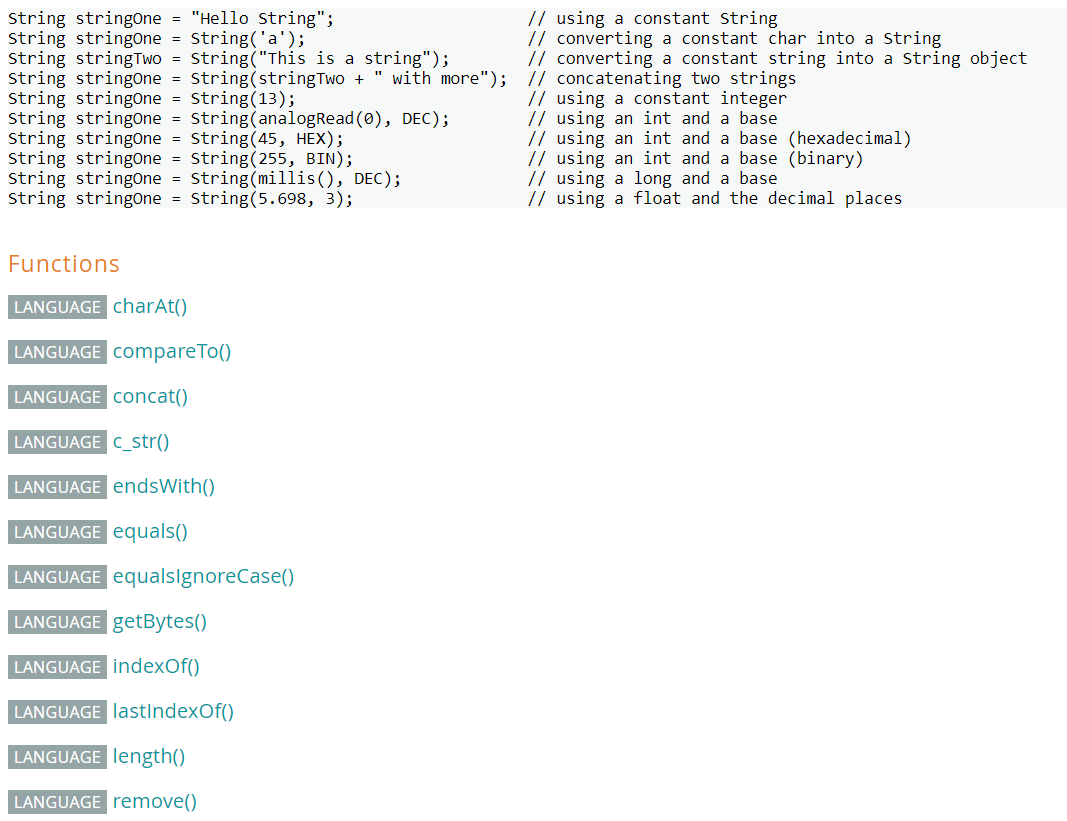 String stringOne = "Hello String";                    // using a constant String
String stringOne = String('a');                       // converting a constant char into a String
String stringTwo = String("This is a string");        // converting a constant string into a String object
String stringOne = String(stringTwo + " with more");  // concatenating two strings
String stringOne = String(13);                        // using a constant integer
String stringOne = String(analogRead(0), DEC);        // using an int and a base
String stringOne = String(45, HEX);                   // using an int and a base (hexadecimal)
String stringOne = String(255, BIN);                  // using an int and a base (binary)
String stringOne = String(millis(), DEC);             // using a long and a base
String stringOne = String(5.698, 3);                  // using a float and the decimal places
Functions
LANGUAGE charAt()
LANGUAGE compareTo()
LANGUAGE concat()
LANGUAGE c_str()
LANGUAGE endsWith()
LANGUAGE equals()
LANGUAGE equalsIgnoreCase()
LANGUAGE getBytes()
LANGUAGE indexOf()
LANGUAGE lastIndexOf()
LANGUAGE length()
LANGUAGE remove()